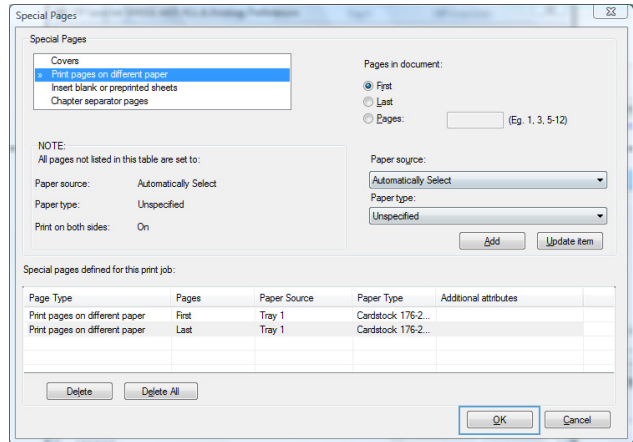 Special Pages
Special Pages
Covers
» Print pages on different paper
Insert blank or preprinted sheets
Chapter separator pages
Pages in document:
First
Last
Pages: (Eg. 1, 3, 5-12)
NOTE:
All pages not listed in this table are set to:
Paper source: Automatically Select
Paper type: Unspecified
Print on both sides: On
Paper source:
Automatically Select
Paper type:
Unspecified
Add Update item
Special pages defined for this print job:
Page Type Pages Paper Source Paper Type Additional attributes
Print pages on different paper First Tray 1 Cardstock 176-2...
Print pages on different paper Last Tray 1 Cardstock 176-2...
Delete Delete All
OK Cancel